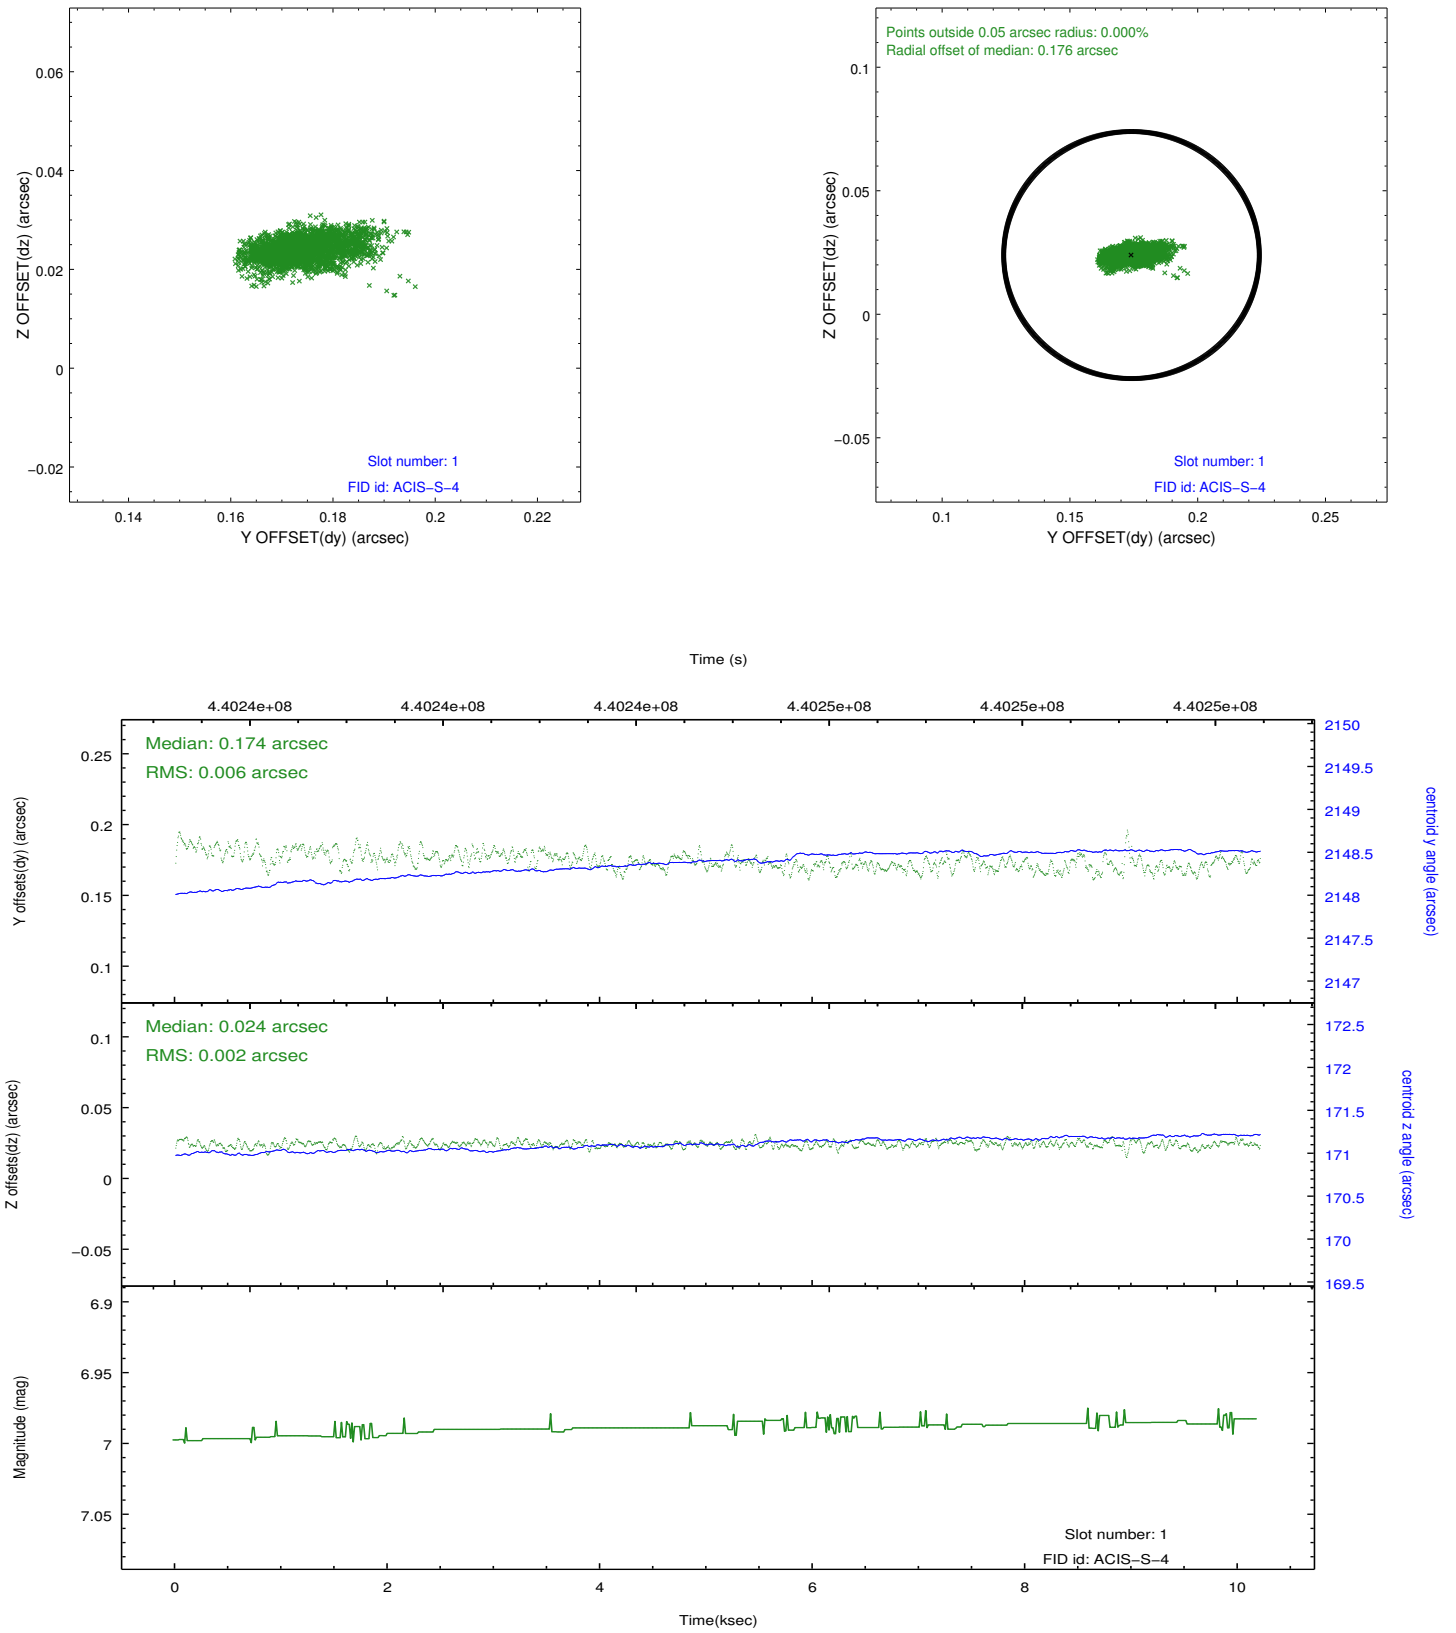 0.06
0.04
0.02
0
−0.02
0.14
0.16
0.18
0.2
0.22
Z OFFSET(dz) (arcsec)
Y OFFSET(dy) (arcsec)
Slot number: 1
FID id: ACIS−S−4
Points outside 0.05 arcsec radius: 0.000%
Radial offset of median: 0.176 arcsec
0.1
0.05
0
−0.05
0.1
0.15
0.2
0.25
Z OFFSET(dz) (arcsec)
Y OFFSET(dy) (arcsec)
Slot number: 1
FID id: ACIS−S−4
Time (s)
4.4024e+08
4.4024e+08
4.4024e+08
4.4025e+08
4.4025e+08
4.4025e+08
Median: 0.174 arcsec
RMS: 0.006 arcsec
0.25
0.2
0.15
0.1
Y offsets(dy) (arcsec)
2150
2149.5
2149
2148.5
2148
2147.5
2147
centroid y angle (arcsec)
Median: 0.024 arcsec
RMS: 0.002 arcsec
0.1
0.05
0
−0.05
Z offsets(dz) (arcsec)
172.5
172
171.5
171
170.5
170
169.5
centroid z angle (arcsec)
6.9
6.95
7
7.05
Magnitude (mag)
Slot number: 1
FID id: ACIS−S−4
0
2
4
6
8
10
Time(ksec)